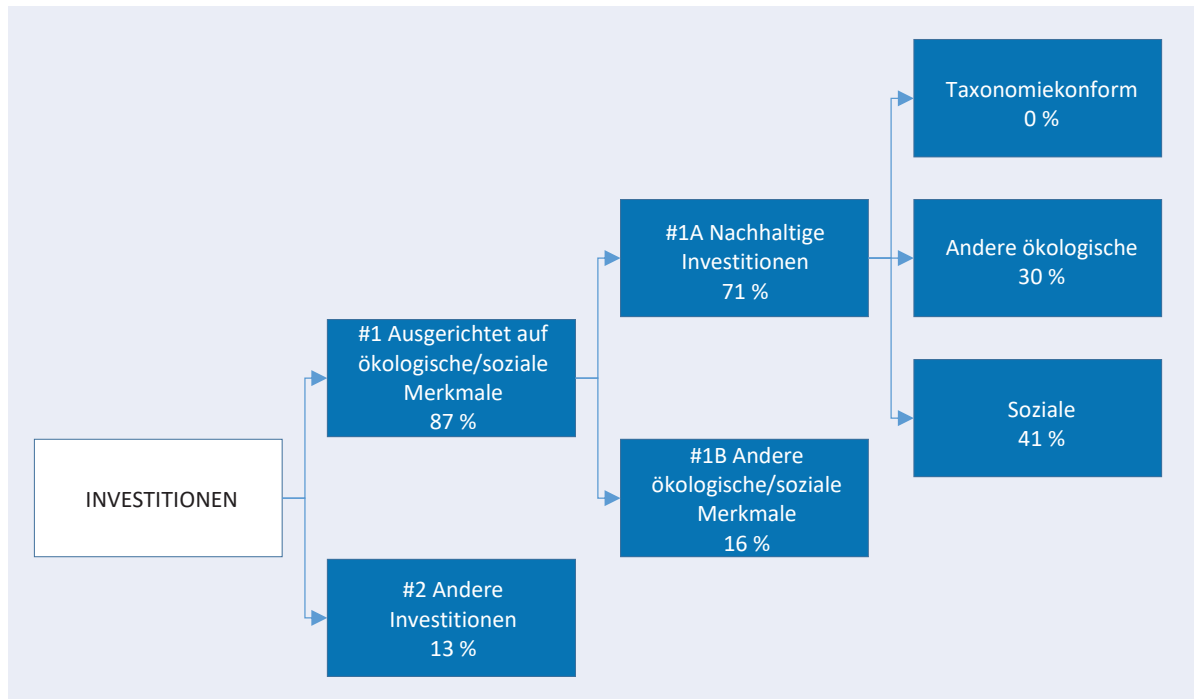 INVESTITIONEN
#1 Ausgerichtet auf
ökologische/soziale
Merkmale
87 %
#2 Andere
Investitionen
13 %
#1A Nachhaltige
Investitionen
71 %
#1B Andere
ökologische/soziale
Merkmale
16 %
Taxonomiekonform
0 %
Andere ökologische
30 %
Soziale
41 %